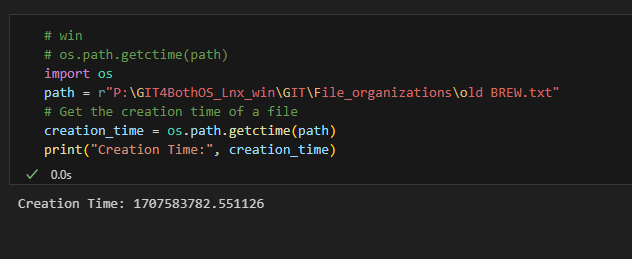 # win
# os.path.getctime(path)
import os
path = r"P:\GIT4BothOS_Lnx_win\GIT\File_organizations\old BREW.txt"
# Get the creation time of a file
creation_time = os.path.getctime(path)
print("Creation Time:", creation_time)
0.0s
Creation Time: 1707583782.551126